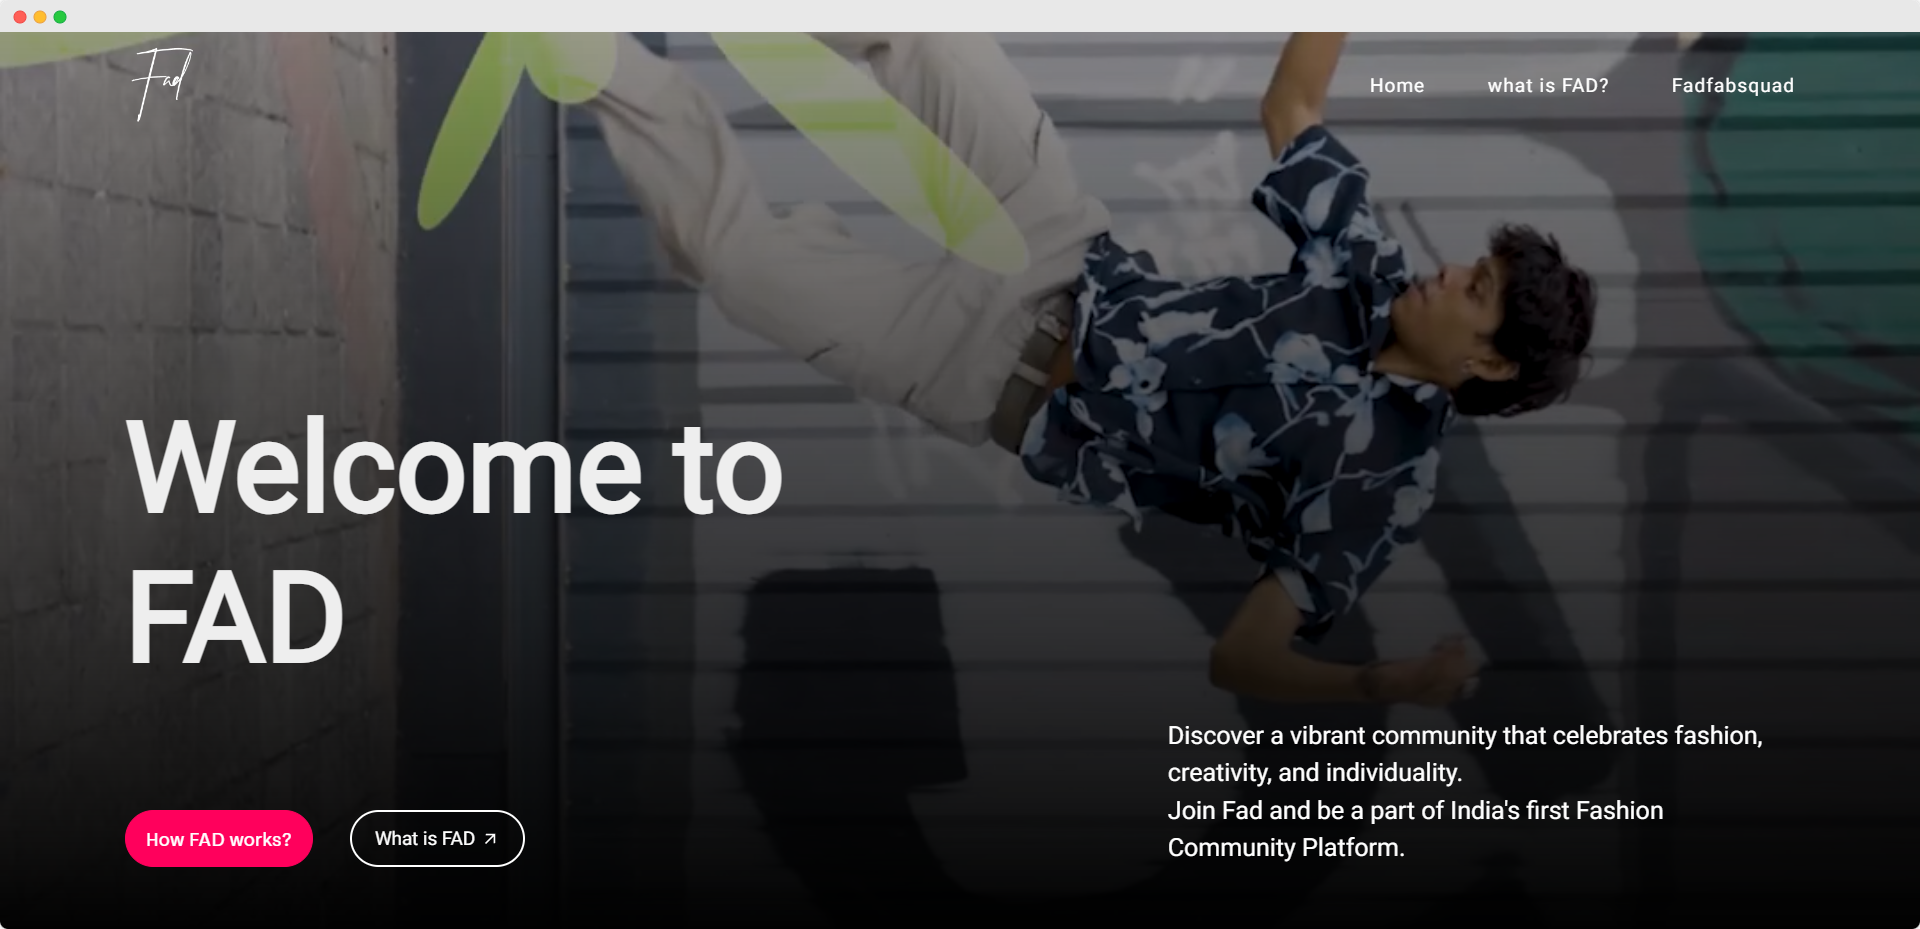 Fad
Home
what is FAD?
Fadfabsquad
Welcome to
FAD
Discover a vibrant community that celebrates fashion,
creativity, and individuality.
Join Fad and be a part of India's first Fashion
Community Platform.
How FAD works?
What is FAD